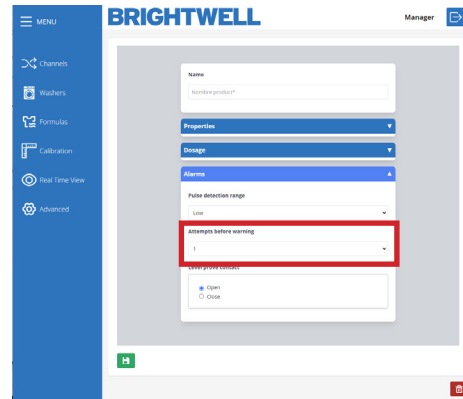 MENU
BRIGHTWELL
Manager
Channels
Washers
Formulas
Calibration
Real Time View
Advanced
Name
Nombre product*
Properties
Dosage
Alarms
Pulse detection range
Low
Attempts before warning
1
Level prove contact
Open
Close